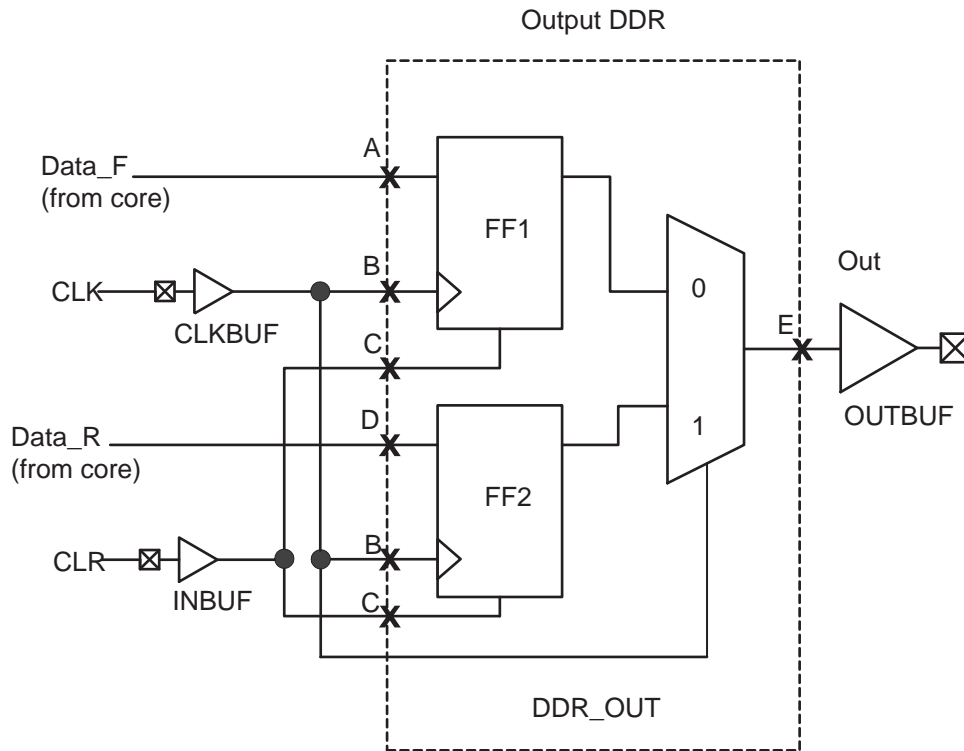 Output DDR
A
Data_F
(from core)
FF1
B
CLK
CLKBUF
C
0
Out
E
OUTBUF
D
Data_R
(from core)
1
FF2
B
CLR
INBUF
C
DDR_OUT